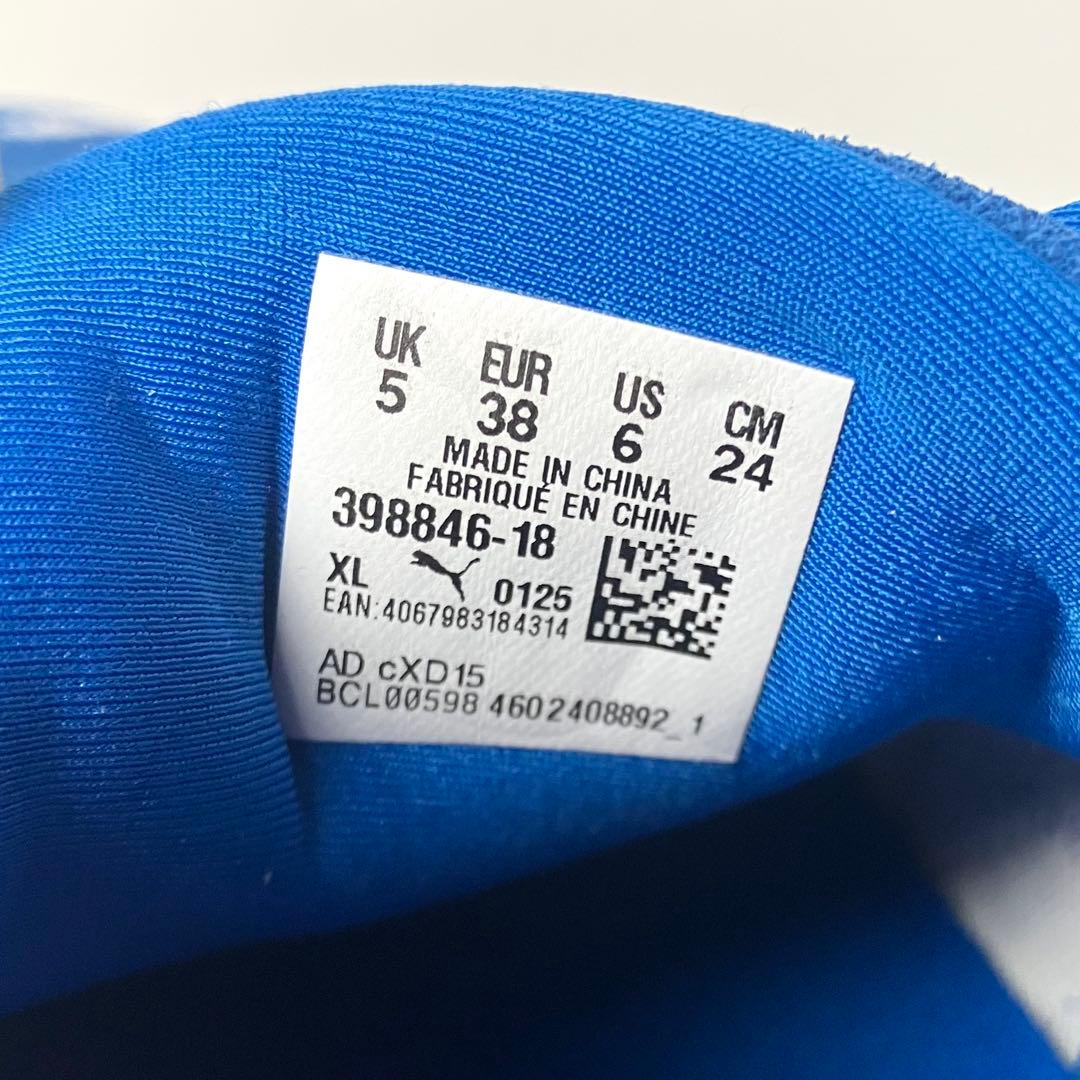 UK EUR US CM
5 38 6 24
MADE IN CHINA
FABRIQUÉ EN CHINE
398846-18
XL 0125
EAN:4067983184314
AD cXD15
BCL00598 4602408892_1